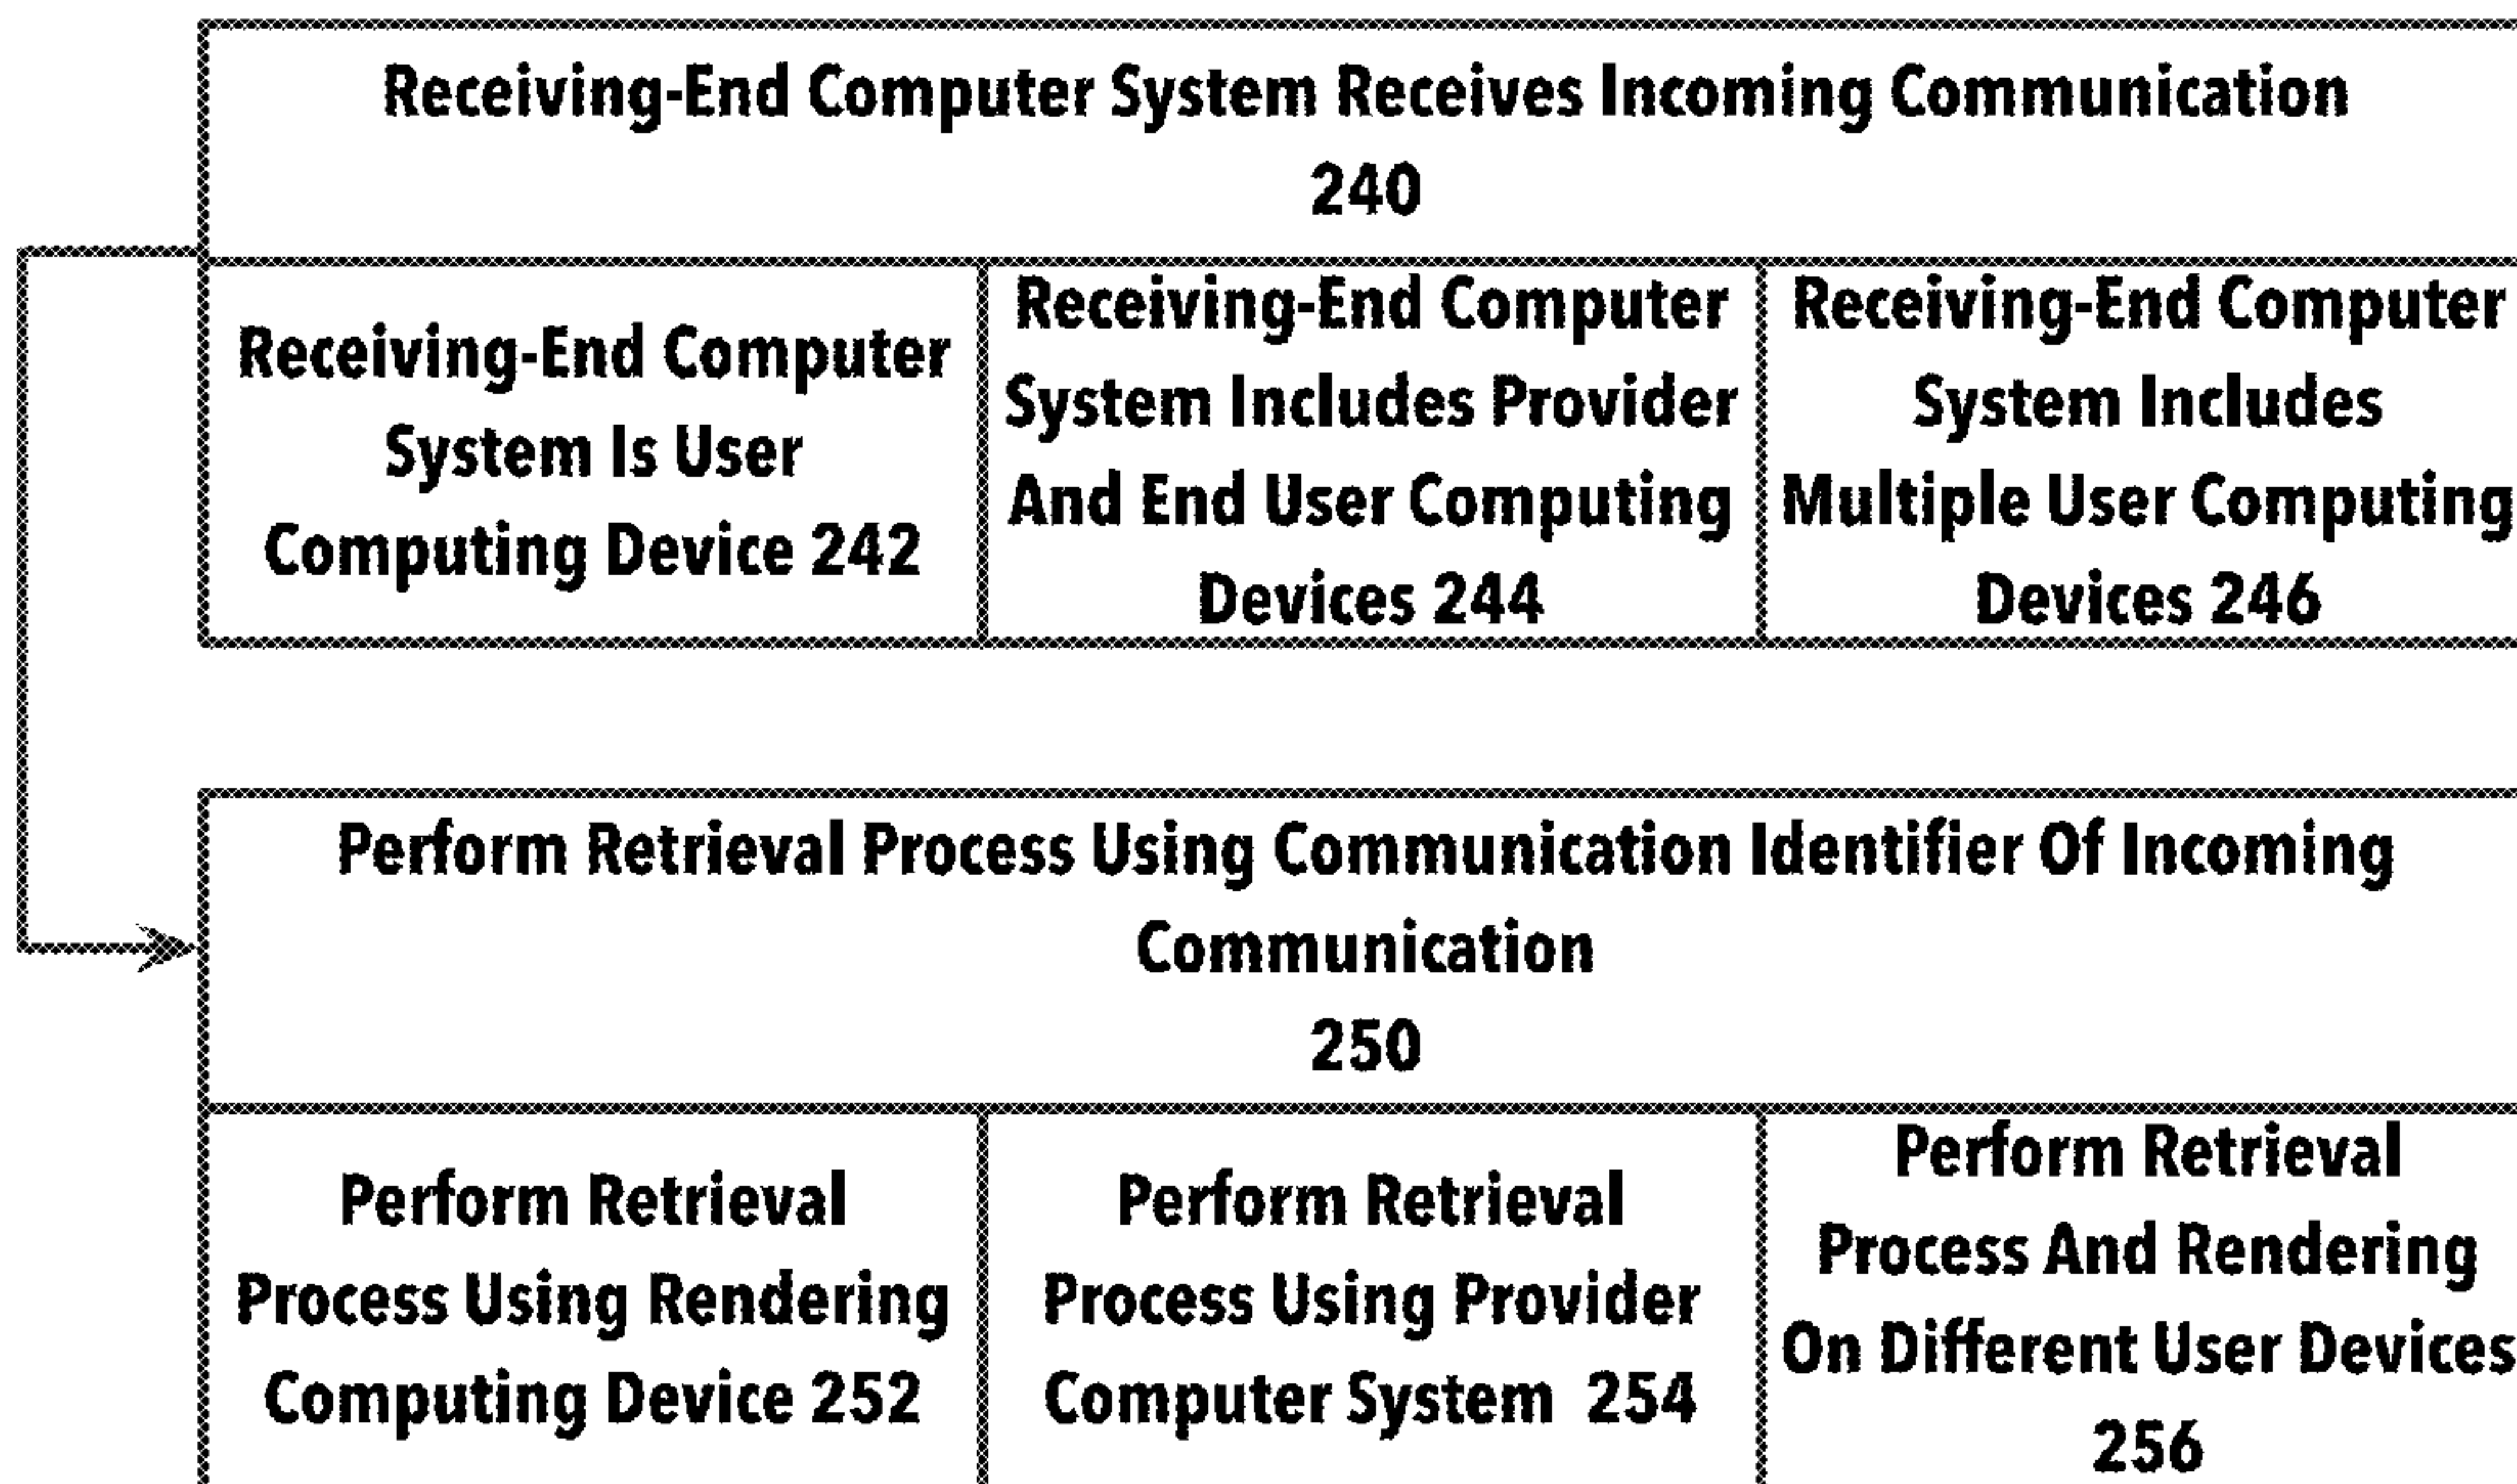 Receiving-End Computer System Receives Incoming Communication
240
Receiving-End Computer
System Is User
Computing Device 242
Receiving-End Computer
System Includes Provider
And End User Computing
Devices 244
Receiving-End Computer
System Includes
Multiple User Computing
Devices 246
Perform Retrieval Process Using Communication Identifier Of Incoming
Communication
250
Perform Retrieval
Process Using Rendering
Computing Device 252
Perform Retrieval
Process Using Provider
Computer System 254
Perform Retrieval
Process And Rendering
On Different User Devices
256